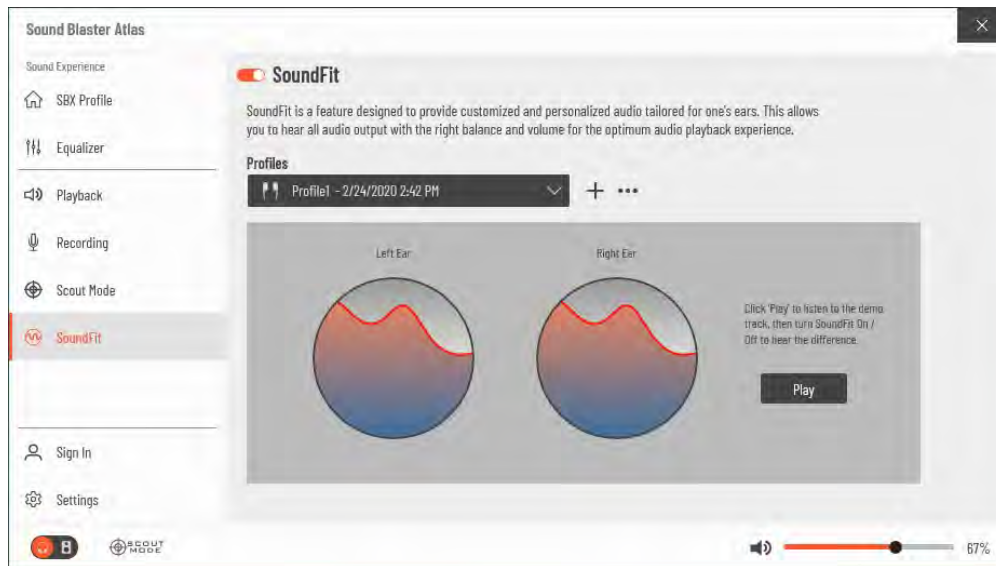 Sound Blaster Atlas
Sound Experience
SBX Profile
Equalizer
Playback
Recording
Scout Mode
SoundFit
Sign In
Settings
SCOUT
MODE
SoundFit
SoundFit is a feature designed to provide customized and personalized audio tailored for one's ears. This allows
you to hear all audio output with the right balance and volume for the optimum audio playback experience.
Profiles
Profile1 - 2/24/2020 2:42 PM
Left Ear
Right Ear
Click 'Play' to listen to the demo
track, then turn SoundFit On /
Off to hear the difference.
Play
67%